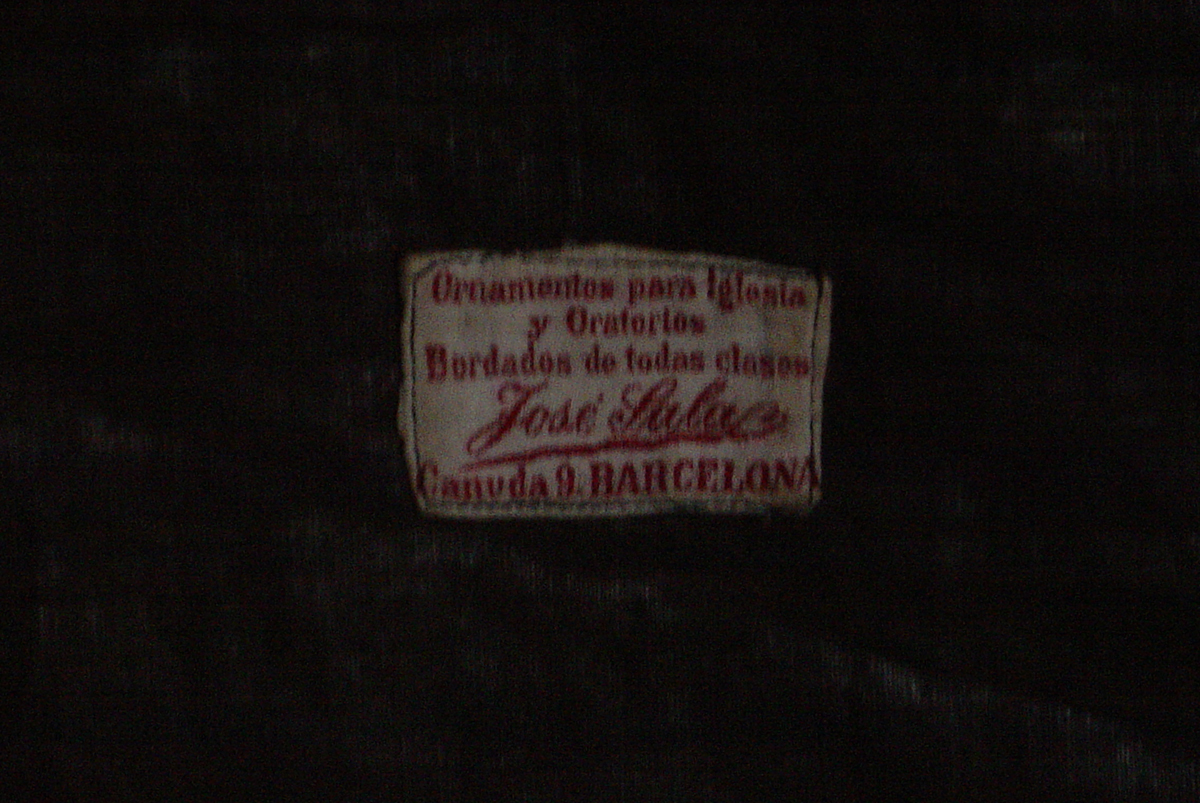 Ornamentos para Iglesia
y Oratorios
Bordados de todas clases
José
Canuda 9. BARCELONA